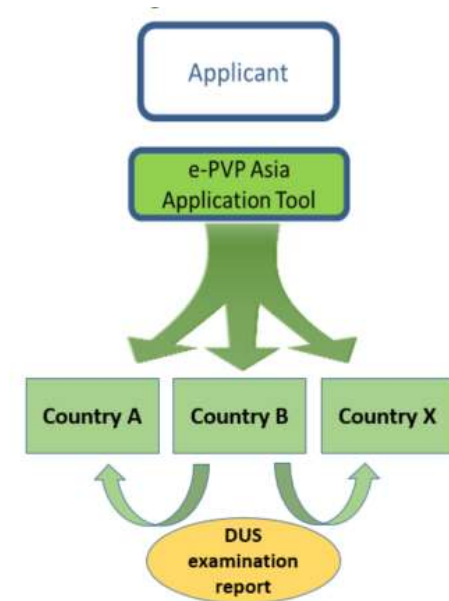 Applicant
e-PVP Asia
Application Tool
Country A
Country B
Country X
DUS
examination
report